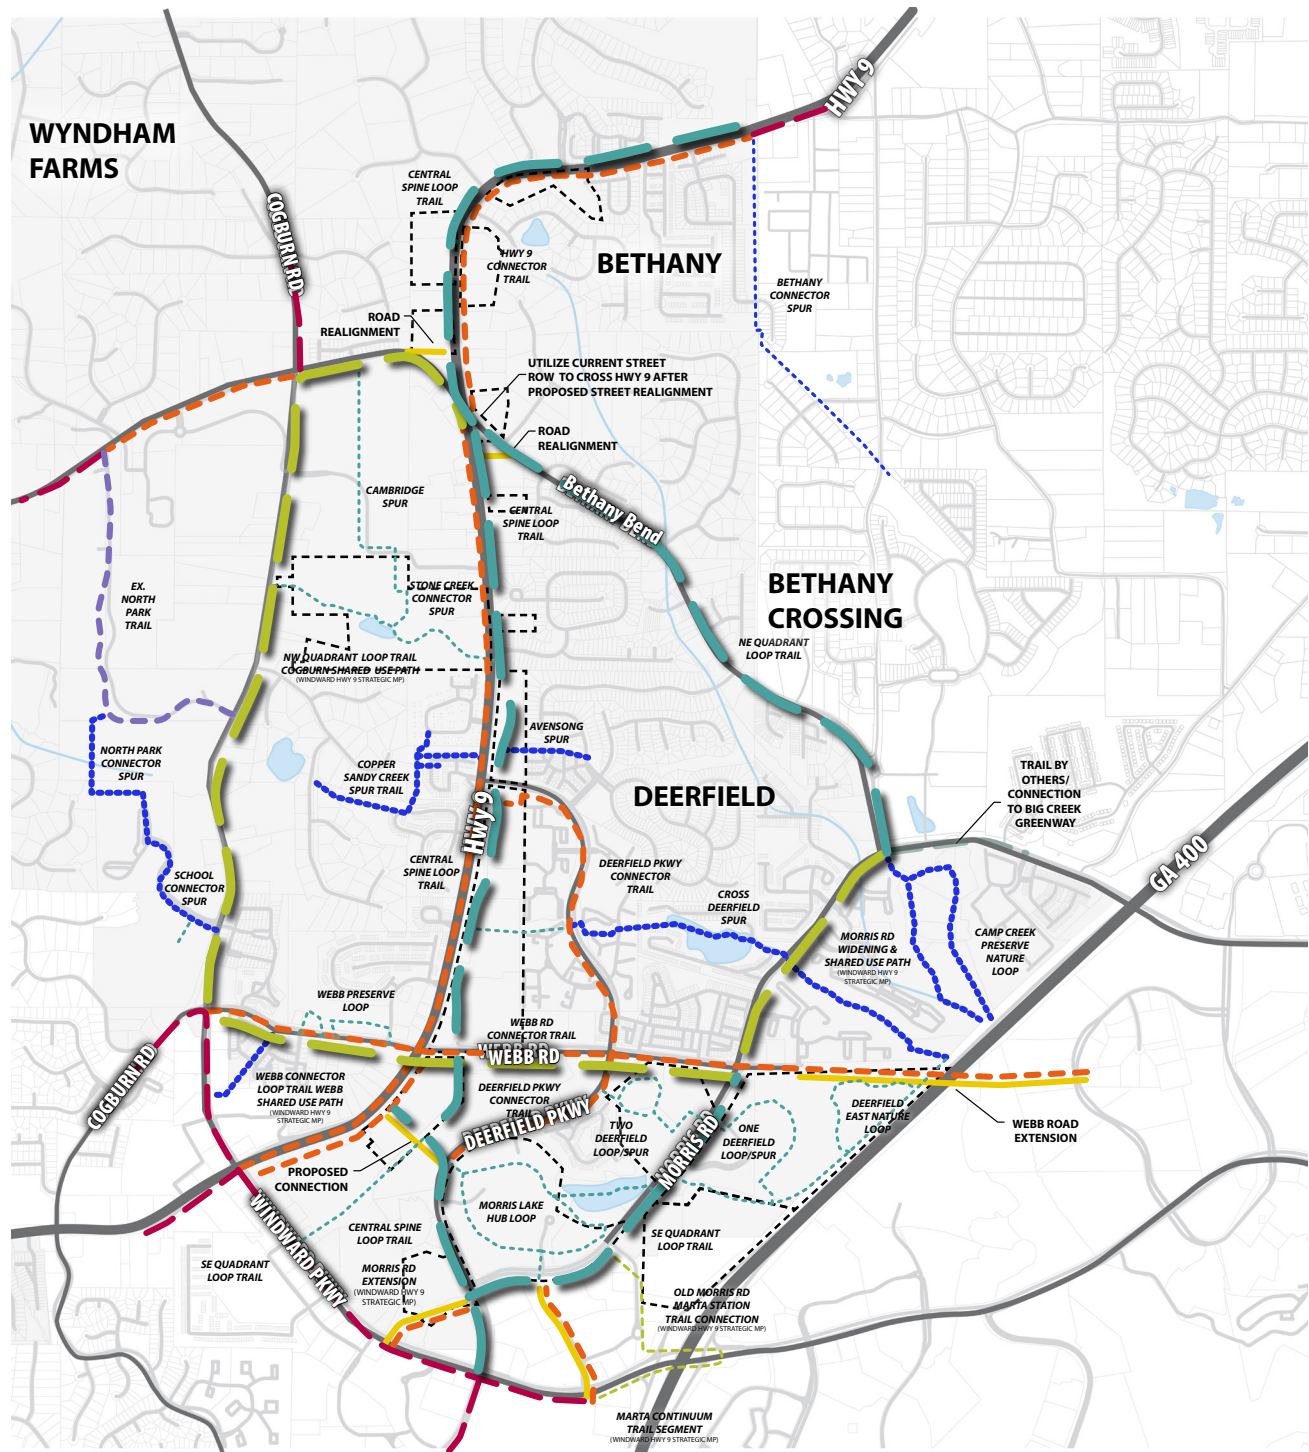 HWY 9
WYNDHAM
FARMS
CENTRAL
SPINE LOOP
TRAIL
COGBURN RD
HWY 9
CONNECTOR
TRAIL
BETHANY
BETHANY
CONNECTOR
SPUR
ROAD
REALIGNMENT
UTILIZE CURRENT STREET
ROW TO CROSS HWY 9 AFTER
PROPOSED STREET REALIGNMENT
ROAD
REALIGNMENT
CAMBRIDGE
SPUR
Bethany Bend
CENTRAL
SPINE LOOP
TRAIL
EX.
NORTH
PARK
TRAIL
STONE CREEK
CONNECTOR
SPUR
BETHANY
CROSSING
NE QUADRANT
LOOP TRAIL
NW QUADRANT LOOP TRAIL
COGBURN SHARED USE PATH
(WINDWARD HWY 9 STRATEGIC MP)
AVENSONG
SPUR
NORTH PARK
CONNECTOR
SPUR
COPPER
SANDY CREEK
SPUR TRAIL
DEERFIELD
TRAIL BY
OTHERS/
CONNECTION
TO BIG CREEK
GREENWAY
Hwy 9
GA 400
CENTRAL
SPINE LOOP
TRAIL
DEERFIELD PKWY
CONNECTOR
TRAIL
SCHOOL
CONNECTOR
SPUR
CROSS
DEERFIELD
SPUR
MORRIS RD
WIDENING &
SHARED USE PATH
(WINDWARD HWY 9
STRATEGIC MP)
CAMP CREEK
PRESERVE
NATURE
LOOP
WEBB PRESERVE
LOOP
WEBB RD
CONNECTOR TRAIL
WEBB RD
COGBURN RD
WEBB CONNECTOR
LOOP TRAIL WEBB
SHARED USE PATH
(WINDWARD HWY 9
STRATEGIC MP)
DEERFIELD PKWY
CONNECTOR
TRAIL
DEERFIELD PKWY
TWO
DEERFIELD
LOOP/SPUR
MORRIS RD
ONE
DEERFIELD
LOOP/SPUR
DEERFIELD
EAST NATURE
LOOP
WEBB ROAD
EXTENSION
PROPOSED
CONNECTION
WINDWARD PKWY
MORRIS LAKE
HUB LOOP
CENTRAL SPINE
LOOP TRAIL
SE QUADRANT
LOOP TRAIL
SE QUADRANT
LOOP TRAIL
MORRIS RD
EXTENSION
(WINDWARD HWY 9
STRATEGIC MP)
OLD MORRIS RD
MARTA STATION
TRAIL CONNECTION
(WINDWARD HWY 9 STRATEGIC MP)
MARTA CONTINUUM
TRAIL SEGMENT
(WINDWARD HWY 9 STRATEGIC MP)